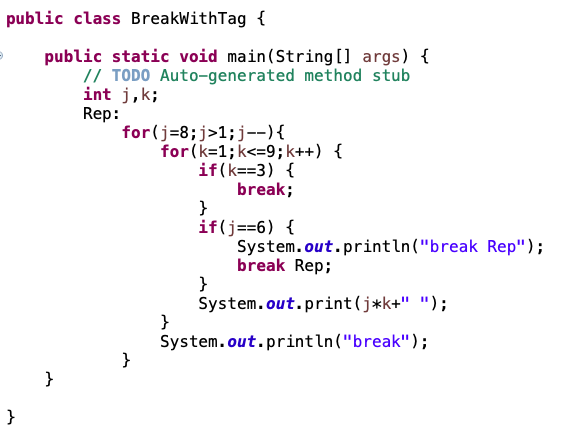 public class BreakWithTag {
public static void main(String[] args) {
// TODO Auto-generated method stub
int j,k;
Rep:
for(j=8;j>1;j--){
for(k=1;k<=9;k++) {
if(k==3) {
break;
}
if(j==6) {
System.out.println("break Rep");
break Rep;
}
System.out.print(j*k+" ");
}
System.out.println("break");
}
}
}